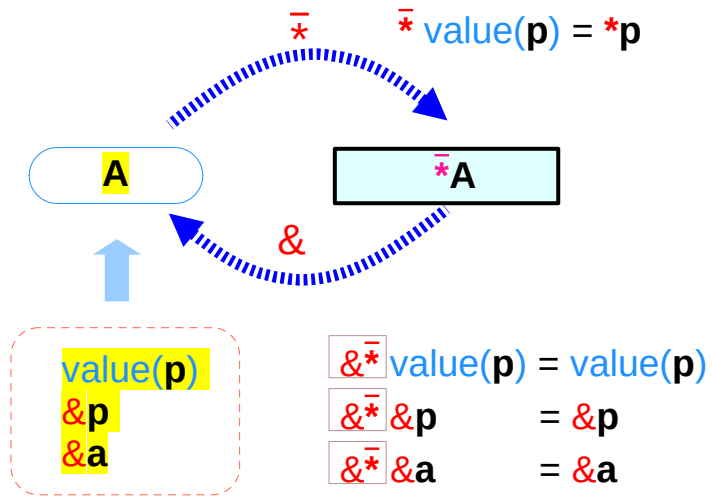 *̅
*̅ value(p) = *p
A
*̅A
&
value(p)
&p
&a
&*̅ value(p) = value(p)
&*̅ &p = &p
&*̅ &a = &a